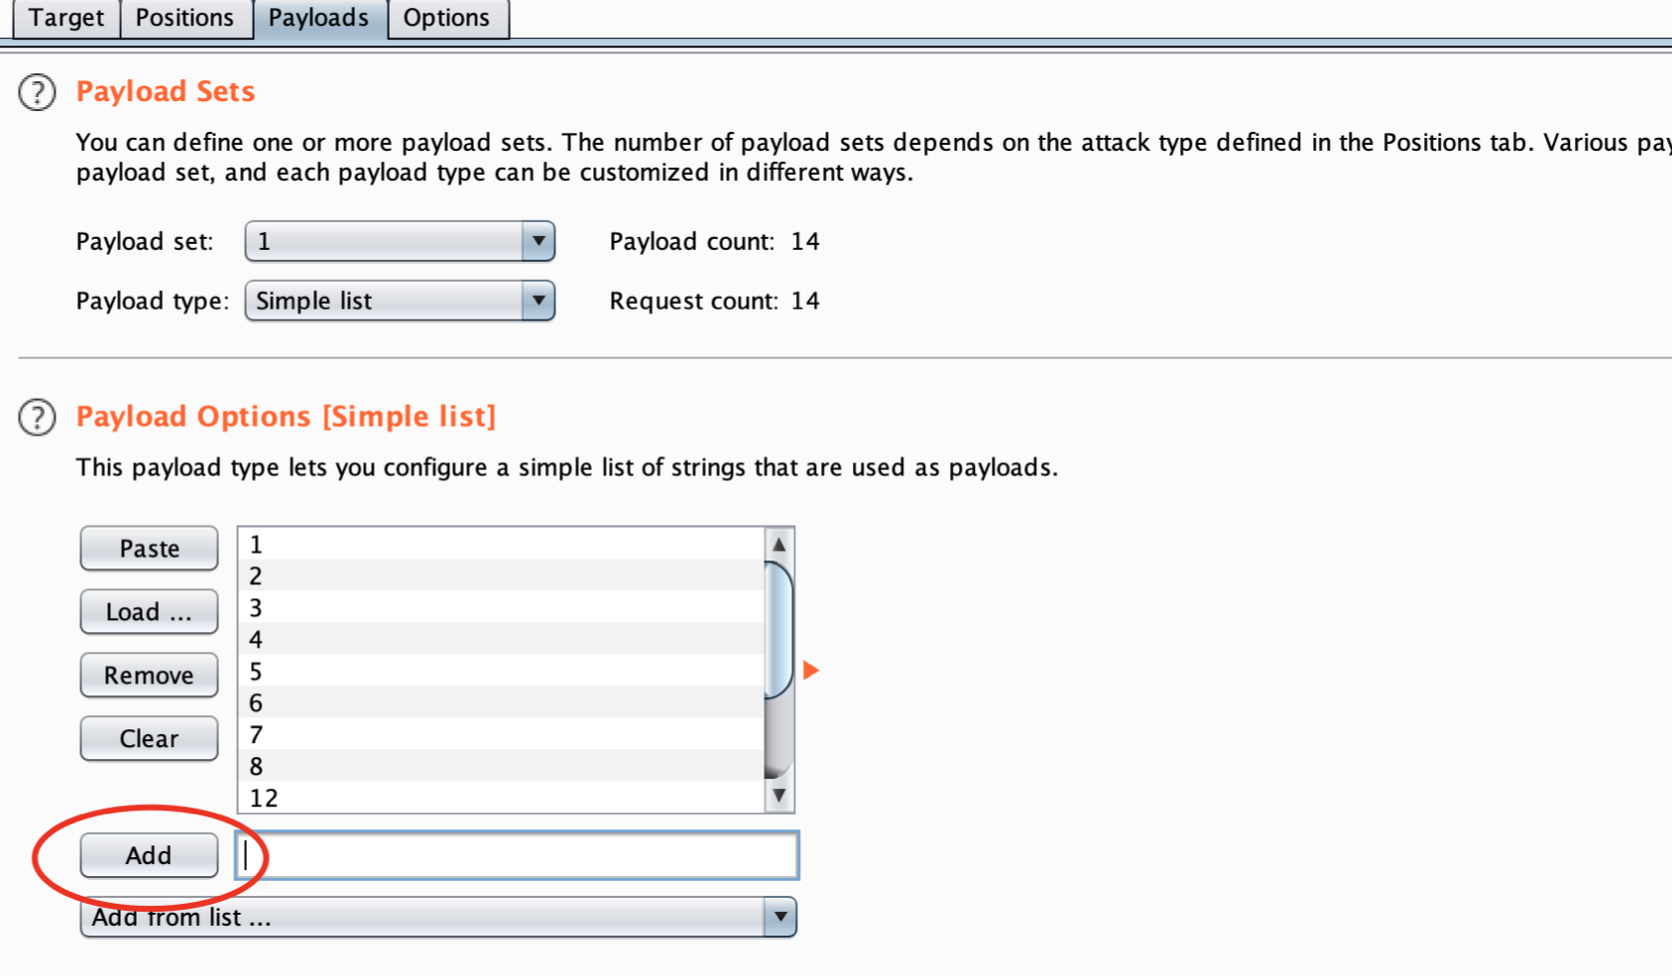 Target Positions Payloads Options
? Payload Sets
You can define one or more payload sets. The number of payload sets depends on the attack type defined in the Positions tab. Various pay
payload set, and each payload type can be customized in different ways.
Payload set: 1 Payload count: 14
Payload type: Simple list Request count: 14
? Payload Options [Simple list]
This payload type lets you configure a simple list of strings that are used as payloads.
Paste
Load ...
Remove
Clear
1
2
3
4
5
6
7
8
12
Add
Add from list ...